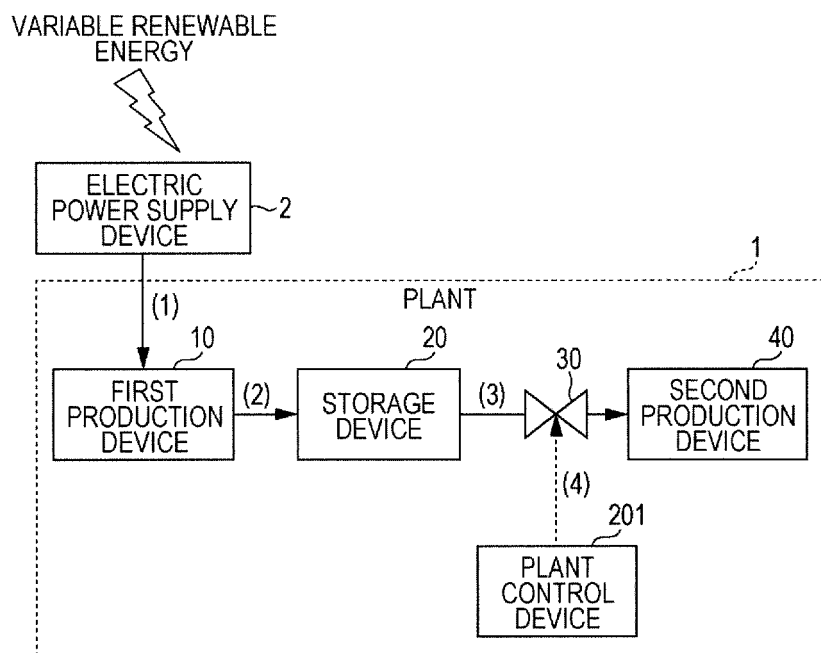 VARIABLE RENEWABLE
ENERGY
ELECTRIC
POWER SUPPLY
DEVICE
2
1
(1)
PLANT
10
20
30
40
FIRST
PRODUCTION
DEVICE
(2)
STORAGE
DEVICE
(3)
SECOND
PRODUCTION
DEVICE
(4)
201
PLANT
CONTROL
DEVICE